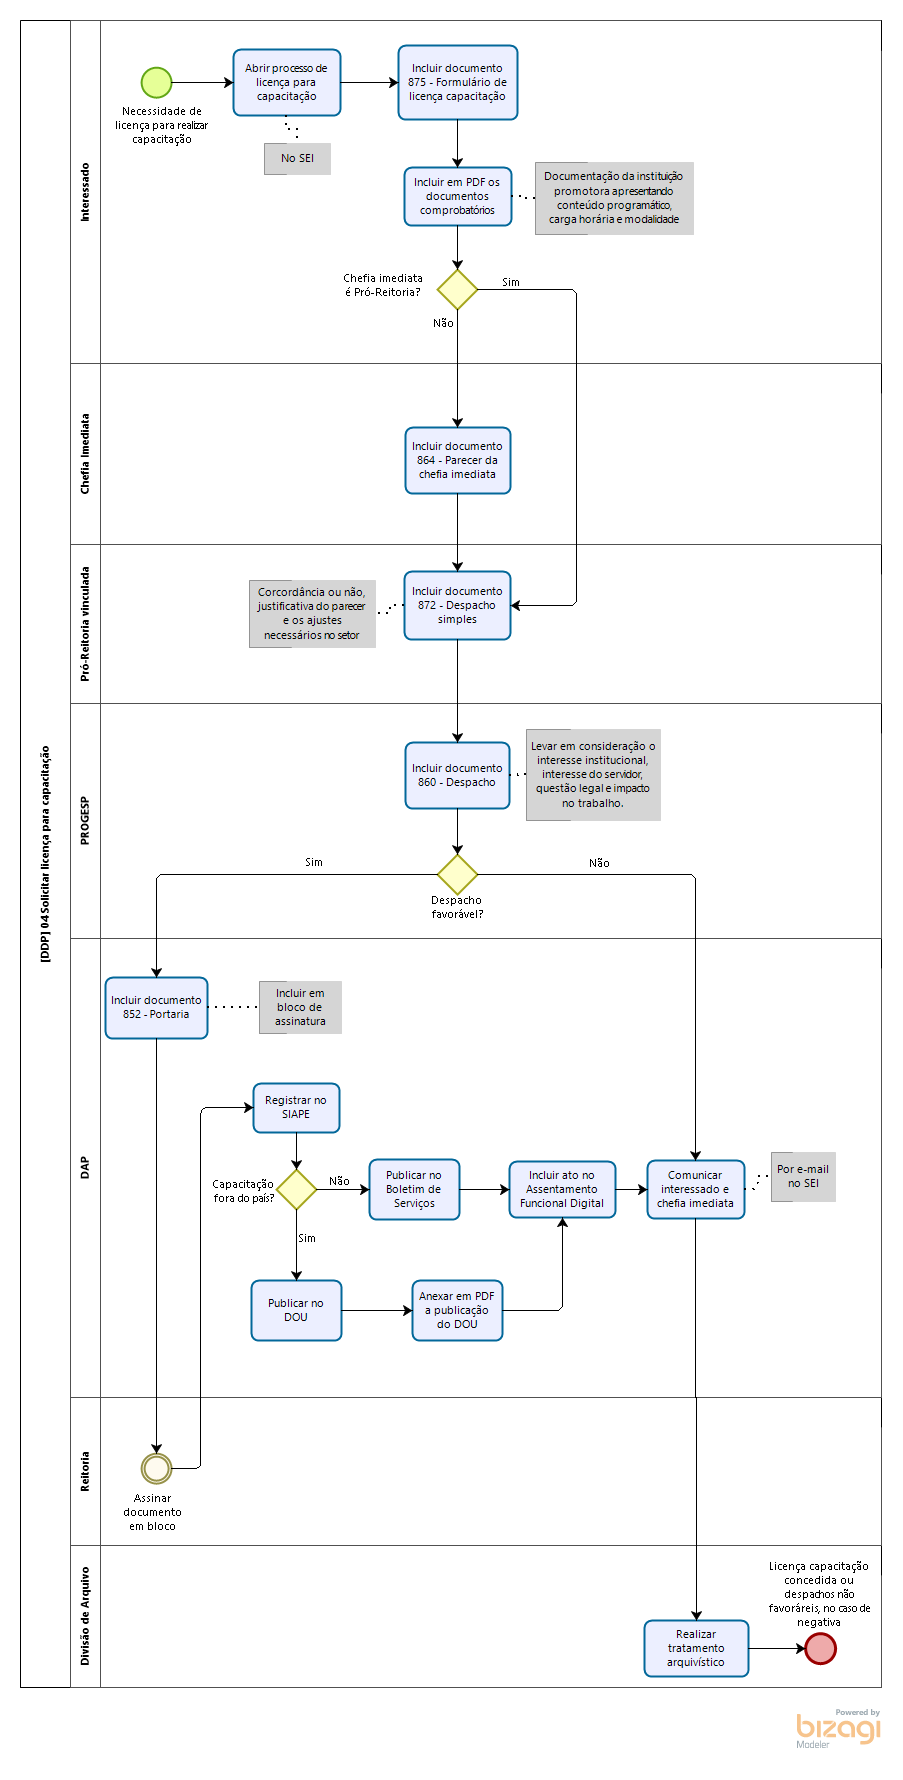 [DDP] 04 Solicitar licença para capacitação
Interessado
Abrir processo de
licença para
capacitação
Incluir documento
875 - Formulário de
licença capacitação
Necessidade de
licença para realizar
capacitação
No SEI
Incluir em PDF os
documentos
comprobatórios
Documentação da instituição
promotora apresentando
conteúdo programático,
carga horária e modalidade
Chefia imediata
é Pró-Reitoria?
Sim
Não
Chefia Imediata
Incluir documento
864 - Parecer da
chefia imediata
Pró-Reitoria vinculada
Corcordância ou não,
justificativa do parecer
e os ajustes
necessários no setor
Incluir documento
872 - Despacho
simples
PROGESP
Incluir documento
860 - Despacho
Levar em consideração o
interesse institucional,
interesse do servidor,
questão legal e impacto
no trabalho.
Sim
Não
Despacho
favorável?
DAP
Incluir documento
852 - Portaria
Incluir em
bloco de
assinatura
Registrar no
SIAPE
Capacitação
fora do país?
Não
Sim
Publicar no
Boletim de
Serviços
Incluir ato no
Assentamento
Funcional Digital
Comunicar
interessado e
chefia imediata
Por e-mail
no SEI
Publicar no
DOU
Anexar em PDF
a publicação
do DOU
Reitoria
Assinar
documento
em bloco
Divisão de Arquivo
Realizar
tratamento
arquivístico
Licença capacitação
concedida ou
despachos não
favoráreis, no caso de
negativa
Powered by
bizagi
Modeler